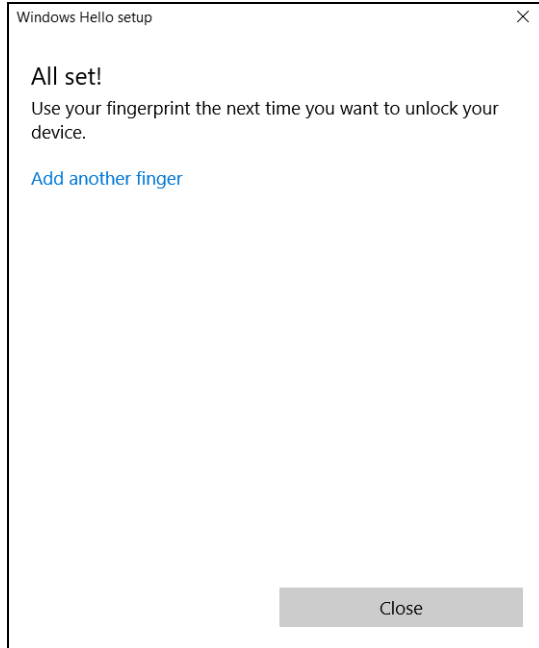 Windows Hello setup
All set!
Use your fingerprint the next time you want to unlock your
device.
Add another finger
Close